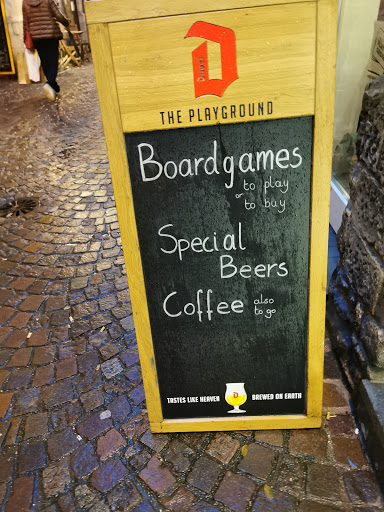 Duvel
THE PLAYGROUND
Boardgames
to play
or
to buy
Special
Beers
Coffee also
to go
TASTES LIKE HEAVEN BREWED ON EARTH